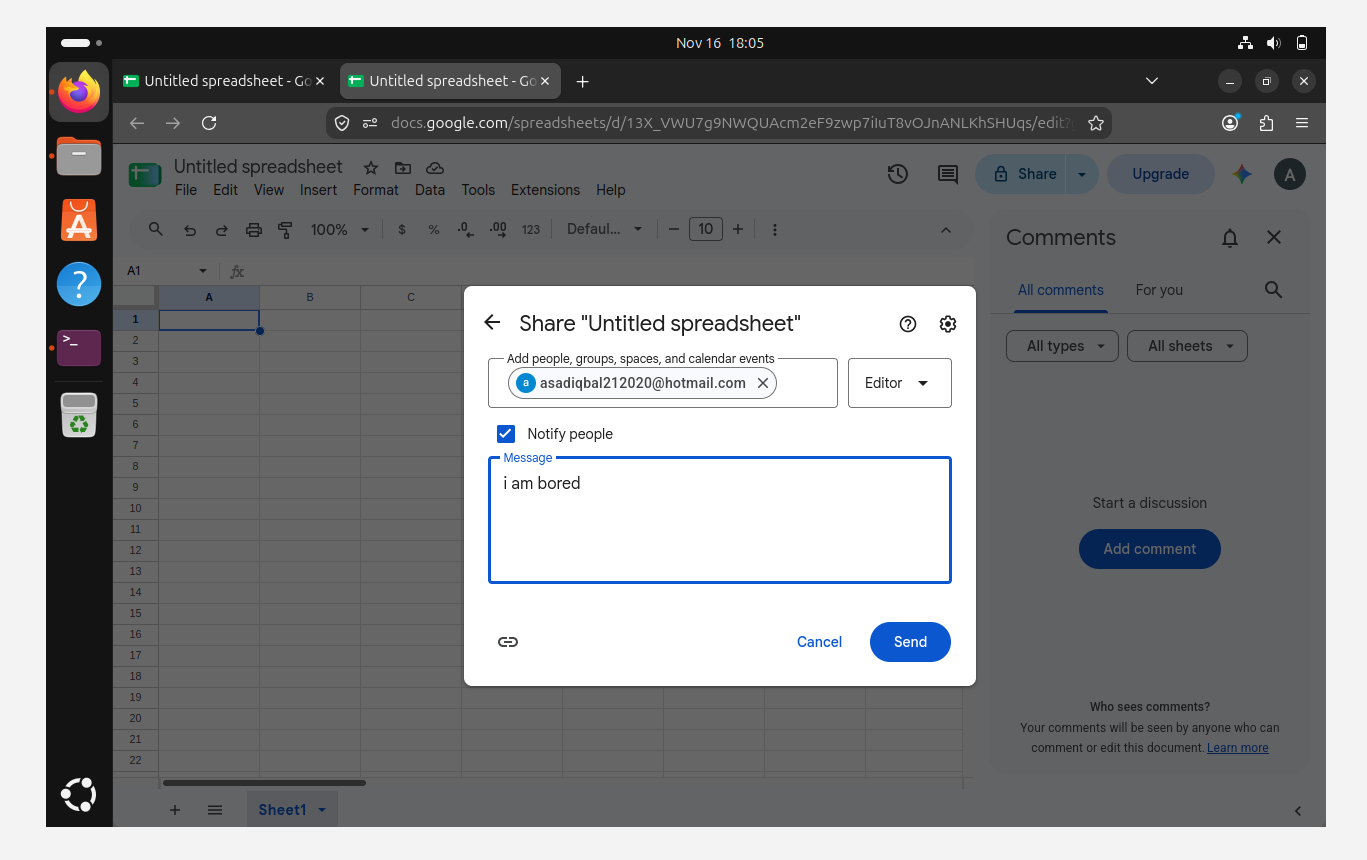 Nov 16 18:05
Untitled spreadsheet - Go
Untitled spreadsheet - Go
docs.google.com/spreadsheets/d/13X_VWU7g9NWQUAcm2eF9zwp7iIuT8vOJnANLKhSHUqs/edit?
Untitled spreadsheet
File Edit View Insert Format Data Tools Extensions Help
Share
Upgrade
A
100%
$ % .0 .00 123
Defaul...
10
A1
fx
A B C
1
2
3
4
5
6
7
8
9
10
11
12
13
14
15
16
17
18
19
20
21
22
Sheet1
Share "Untitled spreadsheet"
Add people, groups, spaces, and calendar events
a asadiqbal212020@hotmail.com
Editor
Notify people
Message
i am bored
Cancel
Send
Comments
All comments For you
All types All sheets
Start a discussion
Add comment
Who sees comments?
Your comments will be seen by anyone who can
comment or edit this document. Learn more